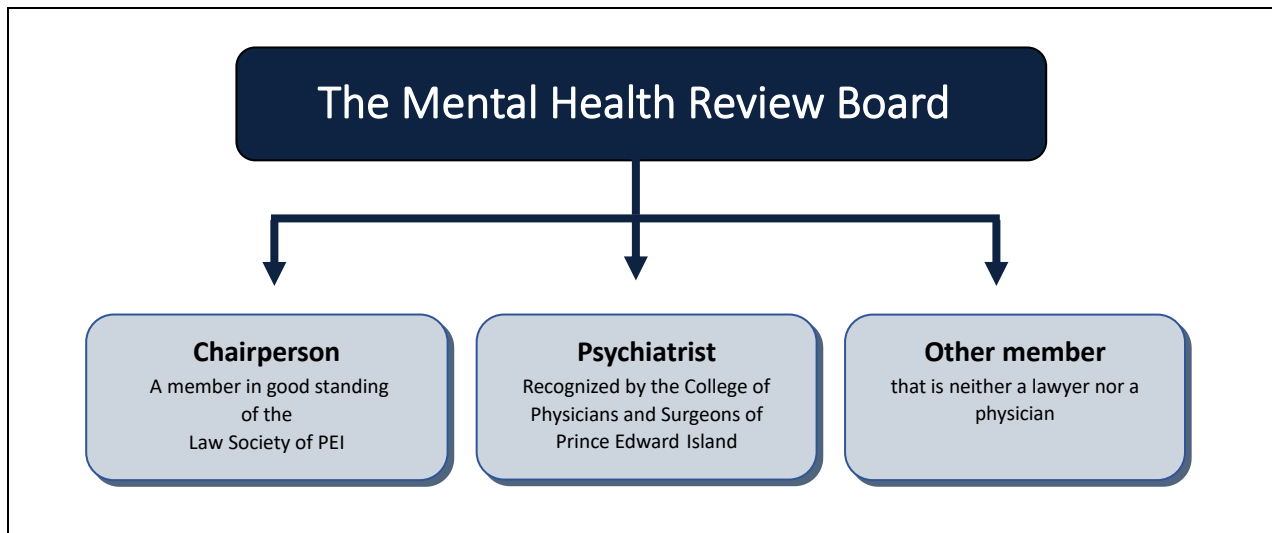 The Mental Health Review Board
Chairperson
A member in good standing
of the
Law Society of PEI
Psychiatrist
Recognized by the College of
Physicians and Surgeons of
Prince Edward Island
Other member
that is neither a lawyer nor a
physician